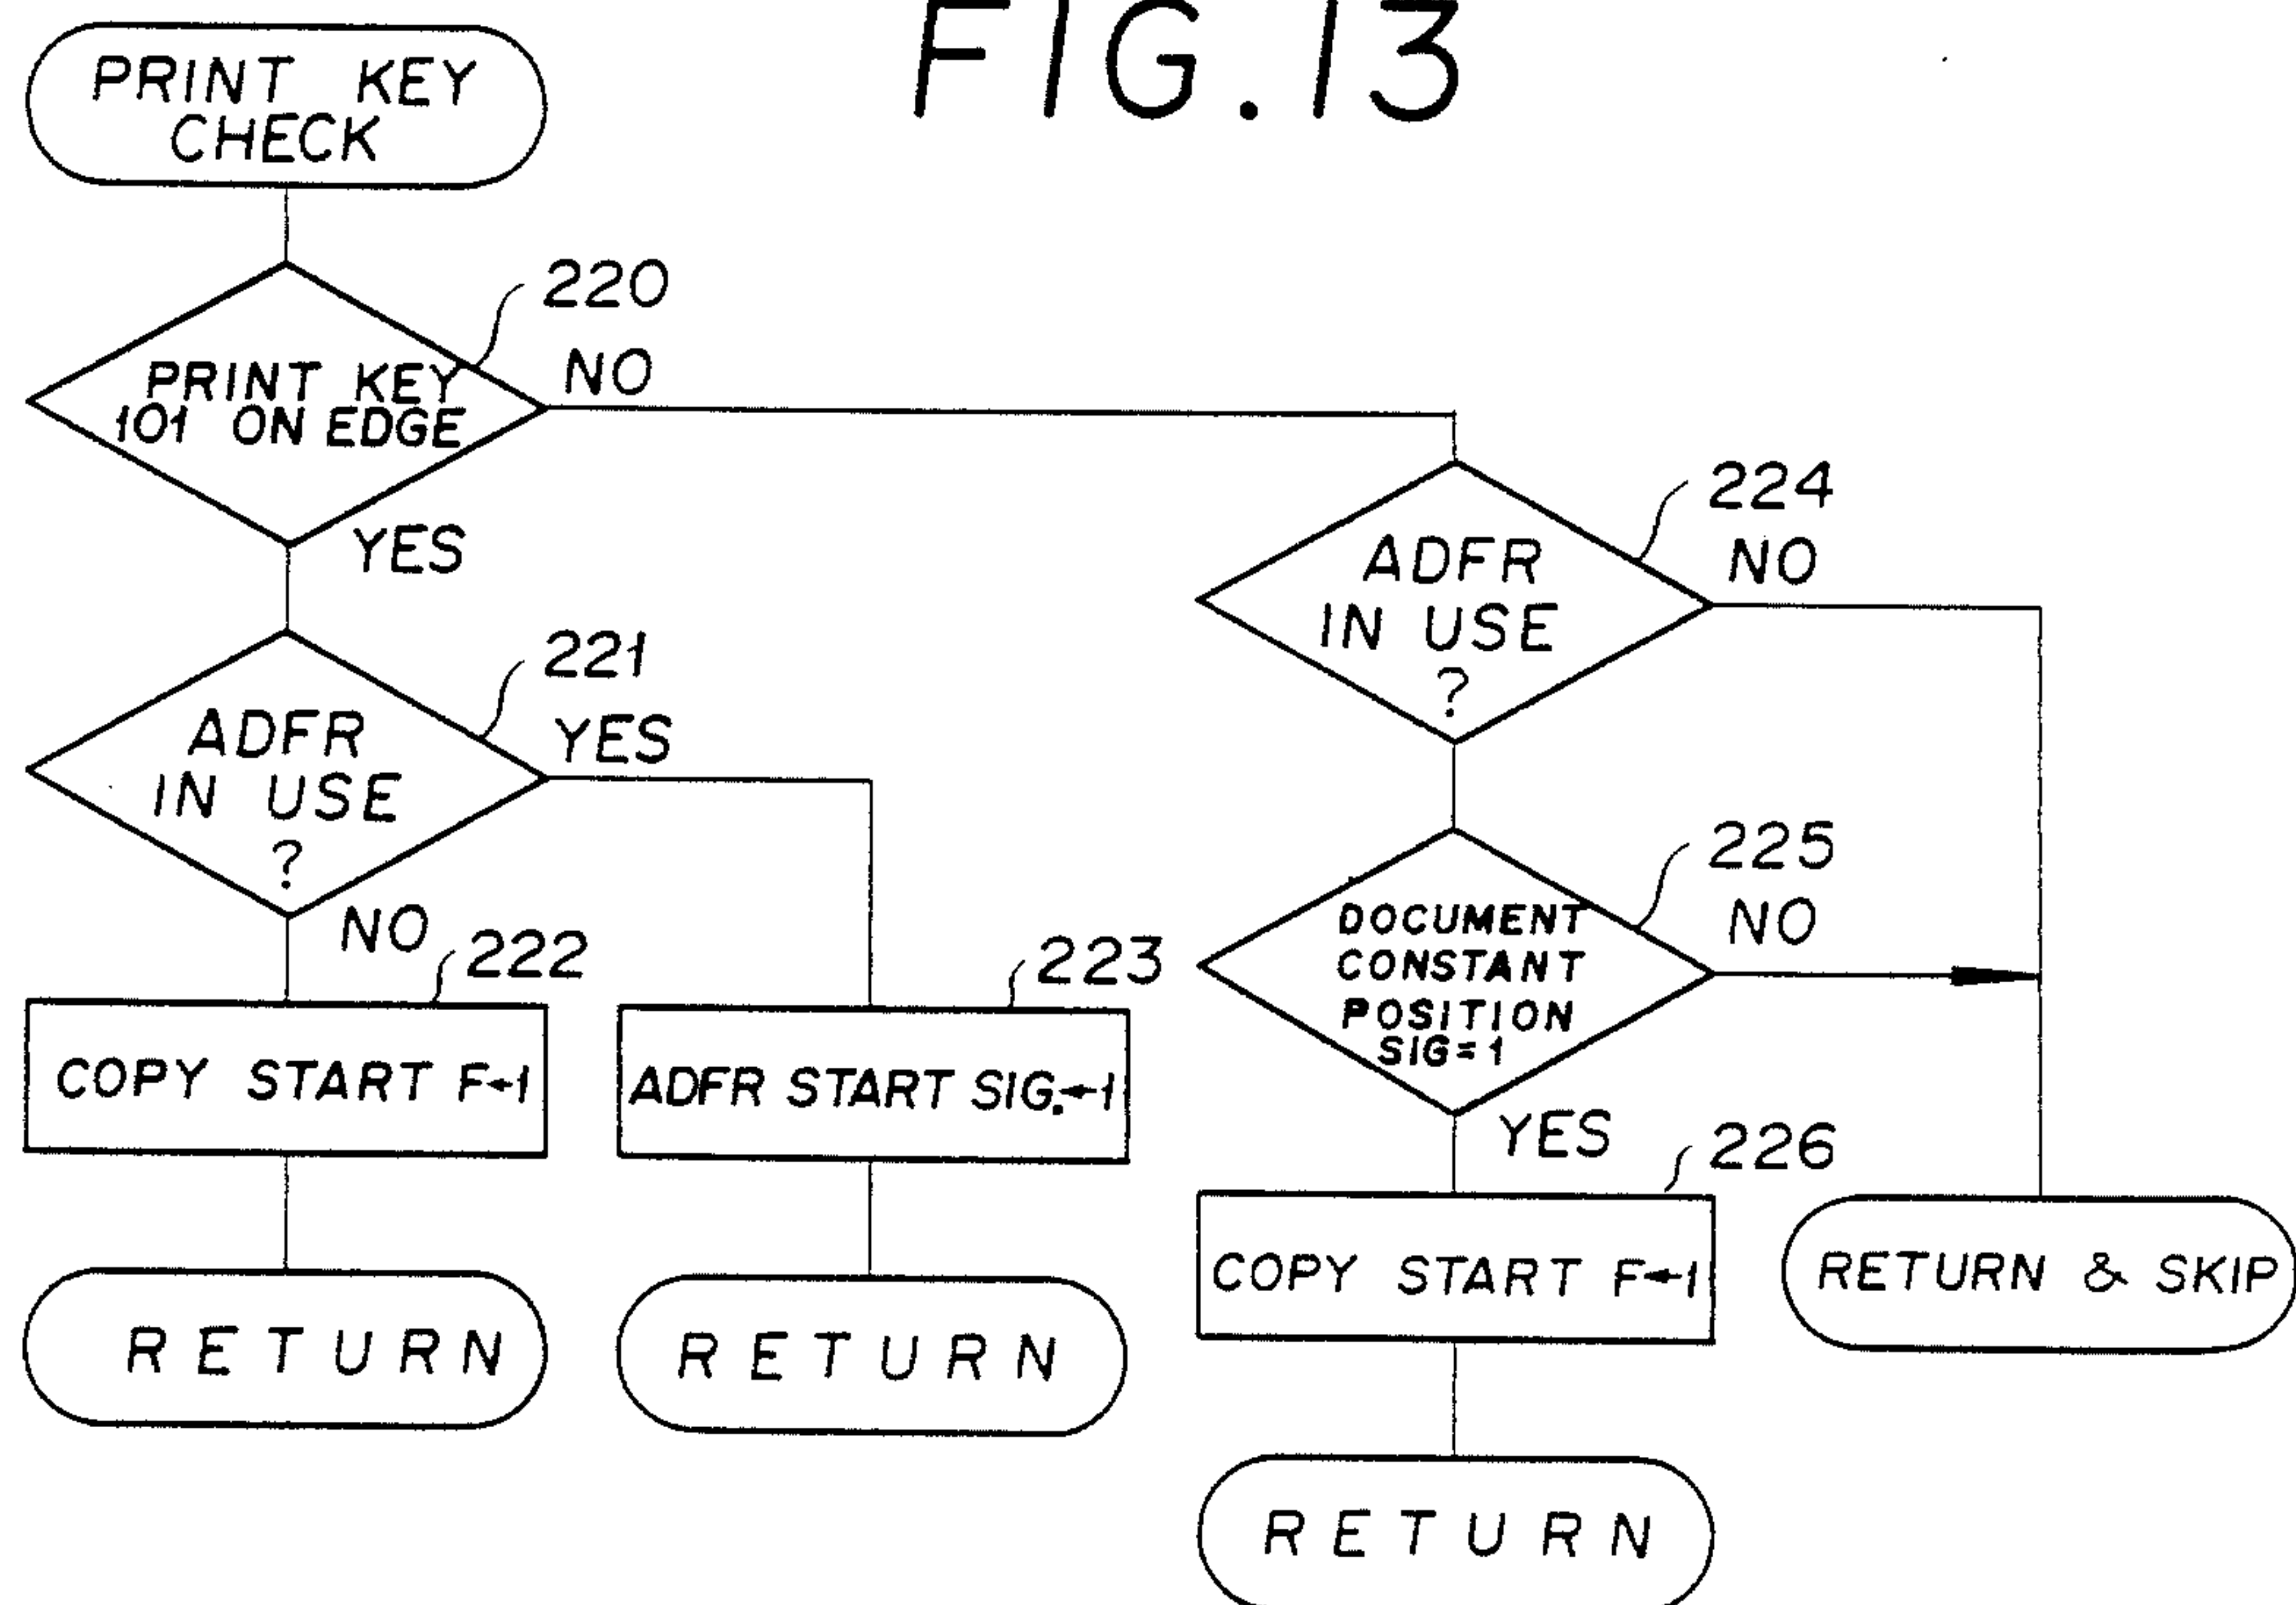 FIG.13
PRINT KEY
CHECK
220
PRINT KEY
101 ON EDGE
NO
YES
221
ADFR
IN USE
?
YES
NO
222
COPY START F←1
RETURN
223
ADFR START SIG.←1
RETURN
224
ADFR
IN USE
?
NO
225
DOCUMENT
CONSTANT
POSITION
SIG=1
NO
YES
226
COPY START F←1
RETURN
RETURN & SKIP